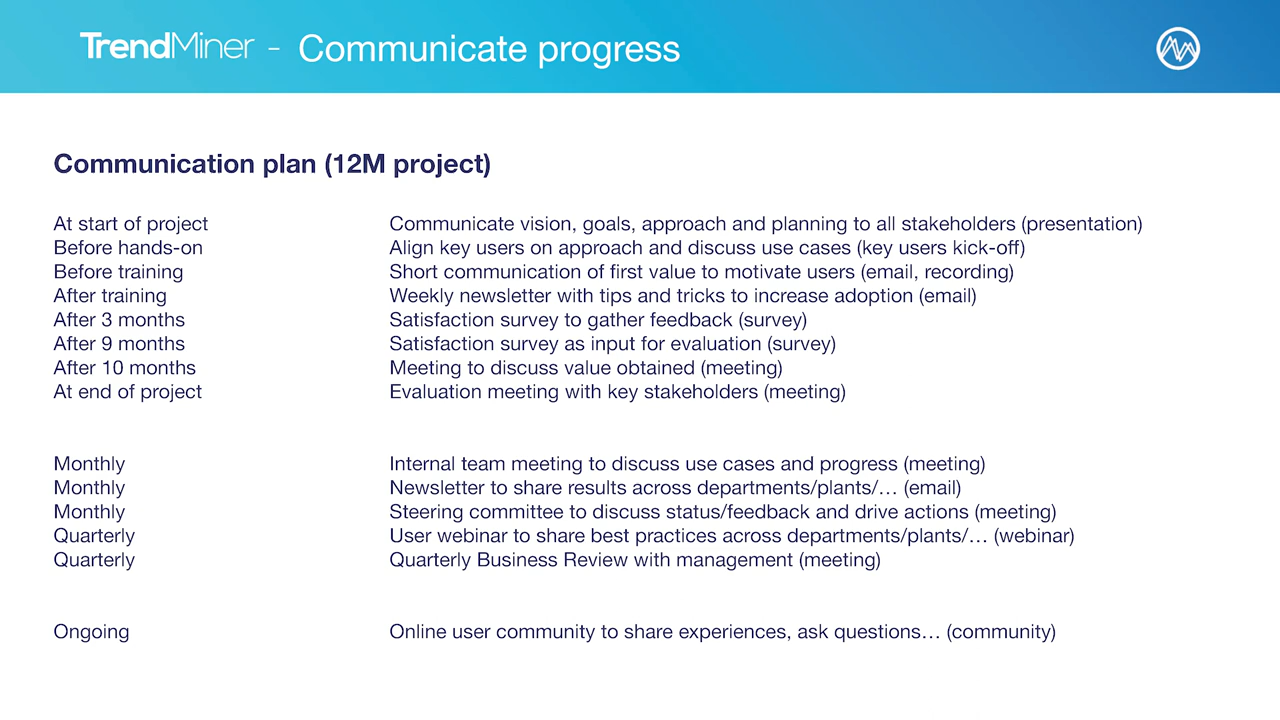 TrendMiner - Communicate progress
Communication plan (12M project)
At start of project Communicate vision, goals, approach and planning to all stakeholders (presentation)
Before hands-on Align key users on approach and discuss use cases (key users kick-off)
Before training Short communication of first value to motivate users (email, recording)
After training Weekly newsletter with tips and tricks to increase adoption (email)
After 3 months Satisfaction survey to gather feedback (survey)
After 9 months Satisfaction survey as input for evaluation (survey)
After 10 months Meeting to discuss value obtained (meeting)
At end of project Evaluation meeting with key stakeholders (meeting)
Monthly Internal team meeting to discuss use cases and progress (meeting)
Monthly Newsletter to share results across departments/plants/… (email)
Monthly Steering committee to discuss status/feedback and drive actions (meeting)
Quarterly User webinar to share best practices across departments/plants/… (webinar)
Quarterly Quarterly Business Review with management (meeting)
Ongoing Online user community to share experiences, ask questions… (community)